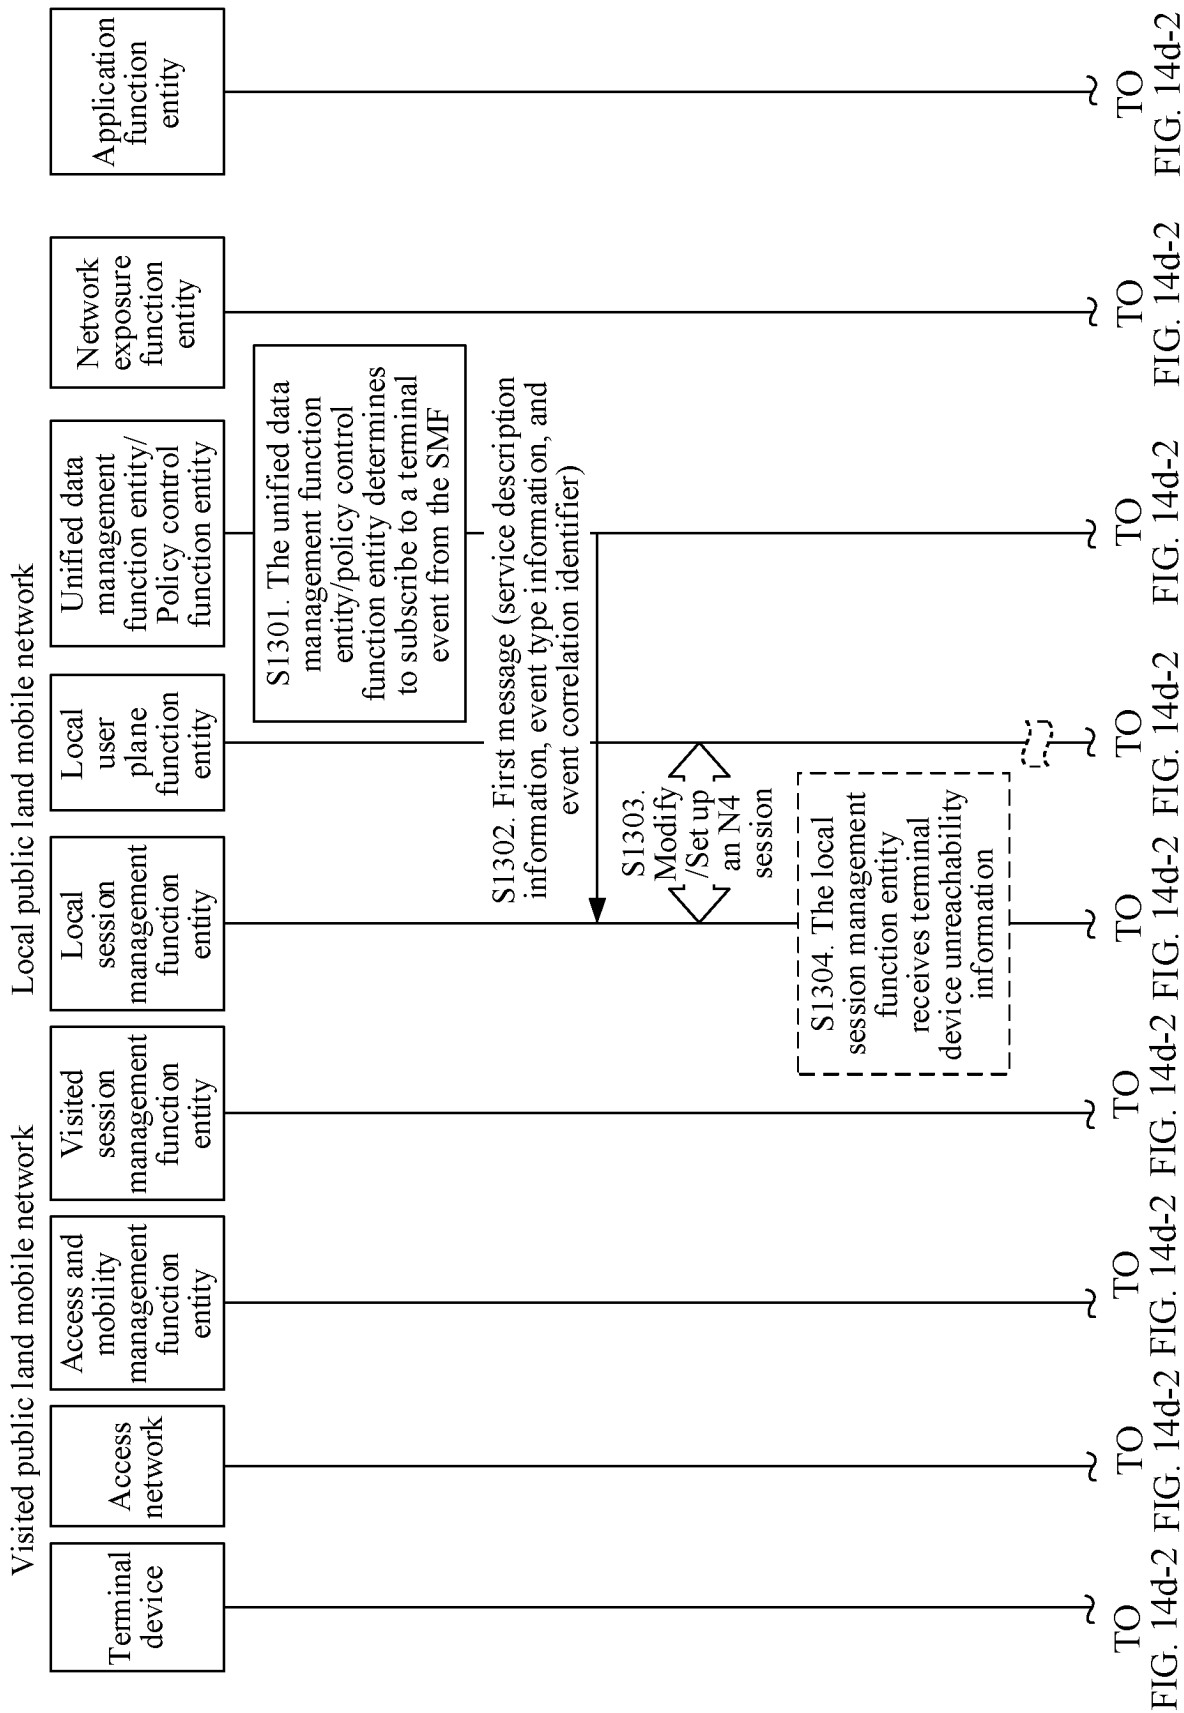 Visited public land mobile network
Local public land mobile network
Terminal
device
Access
network
Access and
mobility
management
function
entity
Visited
session
management
function
entity
Local
session
management
function
entity
Local
user
plane
function
entity
Unified data
management
function entity/
Policy control
function entity
Network
exposure
function
entity
Application
function
entity
S1301. The unified data
management function
entity/policy control
function entity determines
to subscribe to a terminal
event from the SMF
S1302. First message (service description
information, event type information, and
event correlation identifier)
S1303.
Modify
/Set up
an N4
session
S1304. The local
session management
function entity
receives terminal
device unreachability
information
TO
FIG. 14d-2
TO
FIG. 14d-2
TO
FIG. 14d-2
TO
FIG. 14d-2
TO
FIG. 14d-2
TO
FIG. 14d-2
TO
FIG. 14d-2
TO
FIG. 14d-2
TO
FIG. 14d-2